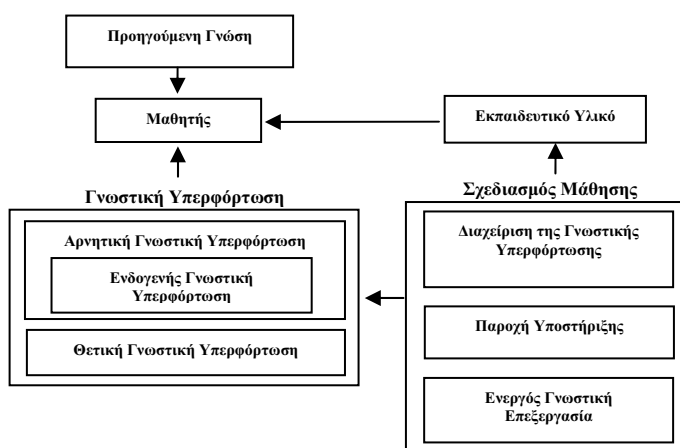 Προηγούμενη Γνώση
Μαθητής
Εκπαιδευτικό Υλικό
Γνωστική Υπερφόρτωση
Αρνητική Γνωστική Υπερφόρτωση
Ενδογενής Γνωστική
Υπερφόρτωση
Θετική Γνωστική Υπερφόρτωση
Σχεδιασμός Μάθησης
Διαχείριση της Γνωστικής
Υπερφόρτωσης
Παροχή Υποστήριξης
Ενεργός Γνωστική
Επεξεργασία